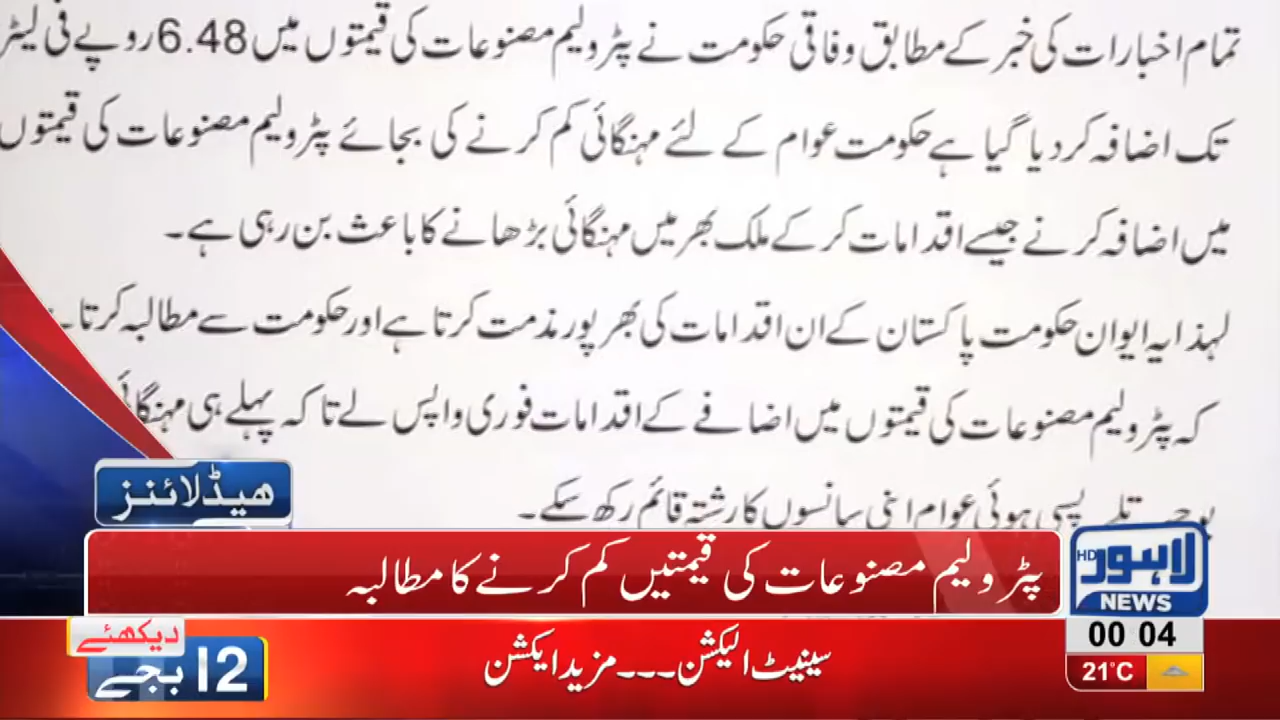 تمام اخبارات کی خبر کے مطابق وفاقی حکومت نے پٹرولیم مصنوعات کی قیمتوں میں 6.48 روپے فی لیٹر
تک اضافہ کر دیا گیا ہے حکومت عوام کے لئے مہنگائی کم کرنے کی بجائے پٹرولیم مصنوعات کی قیمتوں
میں اضافہ کرنے جیسے اقدامات کر کے ملک بھر میں مہنگائی بڑھانے کا باعث بن رہی ہے۔
لہذا یہ ایوان حکومت پاکستان کے ان اقدامات کی بھرپور مذمت کرتا ہے اور حکومت سے مطالبہ کرتا
کہ پٹرولیم مصنوعات کی قیمتوں میں اضافے کے اقدامات فوری واپس لے تاکہ پہلے ہی مہنگائی
تلے پسی ہوئی عوام اپنی سانسوں کا رشتہ قائم رکھ سکے۔
ھیڈلائنز
پٹرولیم مصنوعات کی قیمتیں کم کرنے کا مطالبہ
لاہور HD
NEWS
00 04
21°C
دیکھئے
12 بجے
سینیٹ الیکشن۔۔۔مزید ایکشن